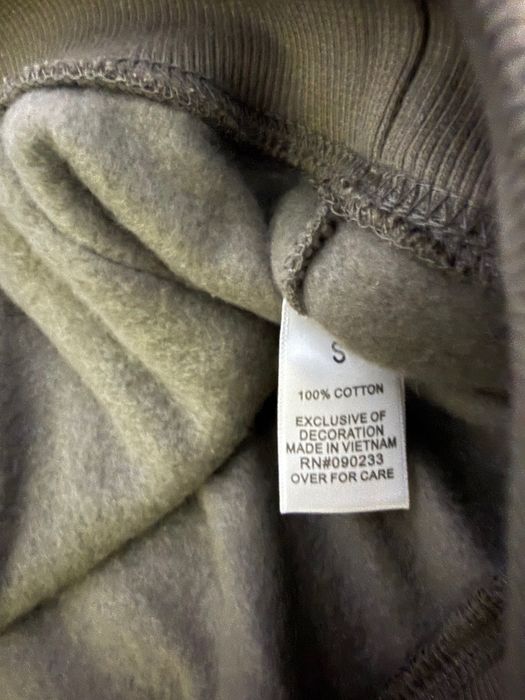 S
100% COTTON
EXCLUSIVE OF
DECORATION
MADE IN VIETNAM
RN#090233
OVER FOR CARE